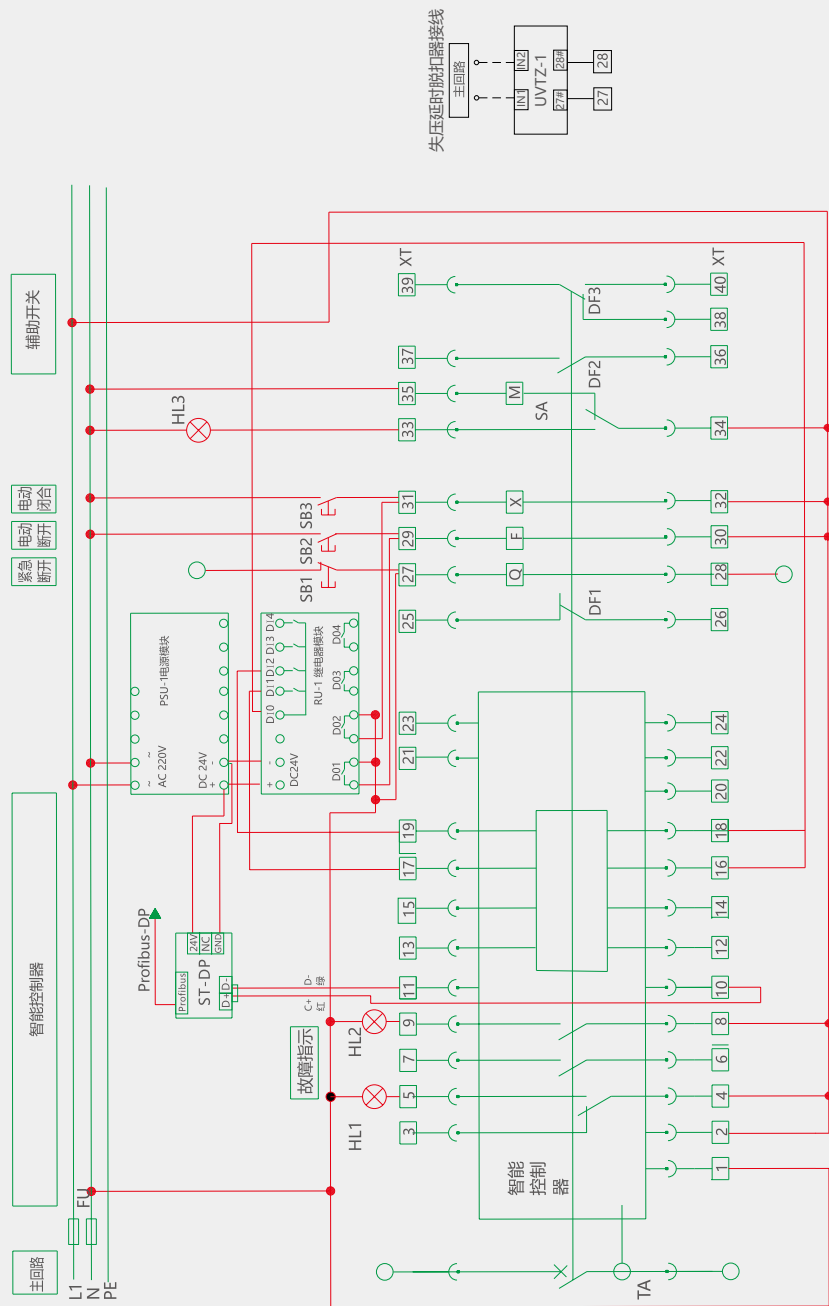 失压延时脱扣器接线
主回路
IN1
IN2
UVTZ-1
27#
28#
27
28
主回路
智能控制器
紧急
断开
电动
断开
电动
闭合
辅助开关
L1
N
PE
FU
Profibus-DP
Profibus
ST-DP
D+
D-
24V
NC
GND
~
~
AC 220V
PSU-1电源模块
DC 24V
+
-
HL3
+
-
DC24V
DI0
DI1
DI2
DI3
DI4
RU-1 继电器模块
D01
D02
D03
D04
SB1
SB2
SB3
故障指示
C+
红
D-
绿
HL1
HL2
3
5
7
9
11
13
15
17
19
21
23
25
27
29
31
33
35
37
39
XT
智能
控制
器
Q
F
X
M
SA
DF1
DF2
DF3
TA
1
2
4
6
8
10
12
14
16
18
20
22
24
26
28
30
32
34
36
38
40
XT